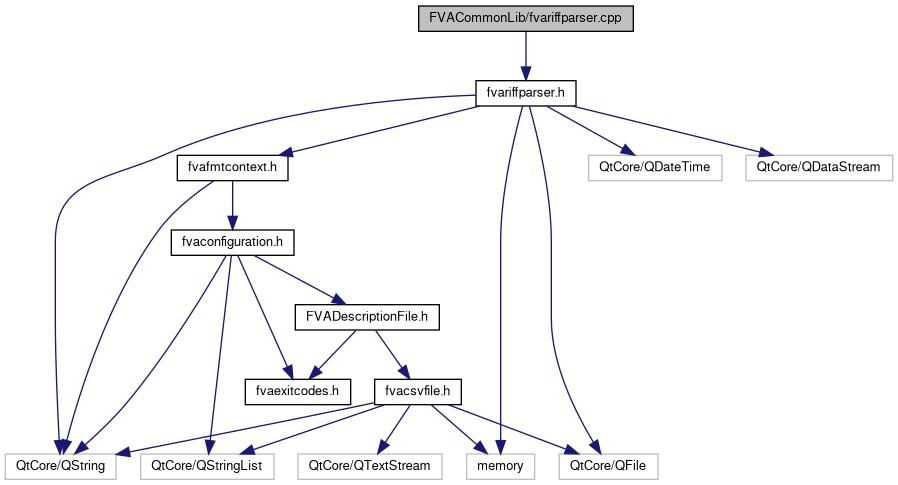 FVACommonLib/fvariffparser.cpp
fvariffparser.h
fvafmtcontext.h
QtCore/QDateTime
QtCore/QDataStream
fvaconfiguration.h
FVADescriptionFile.h
fvaexitcodes.h
fvacsvfile.h
QtCore/QString
QtCore/QStringList
QtCore/QTextStream
memory
QtCore/QFile